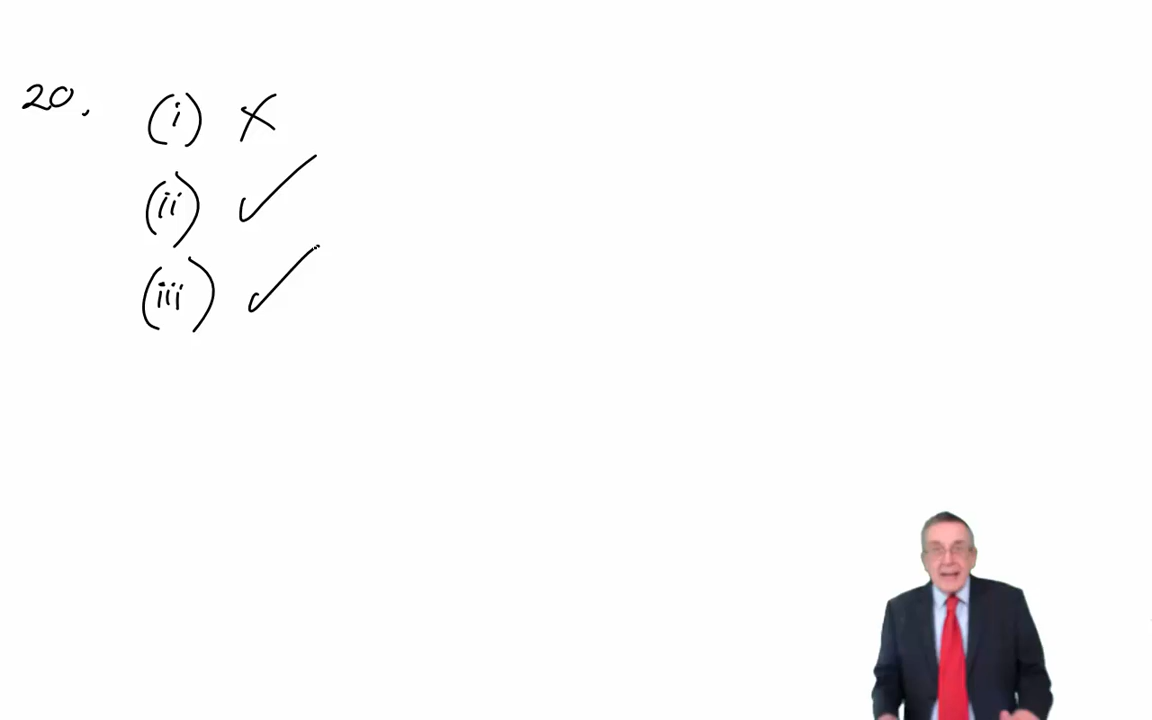 20. (i) ✗
(ii) ✓
(iii) ✓